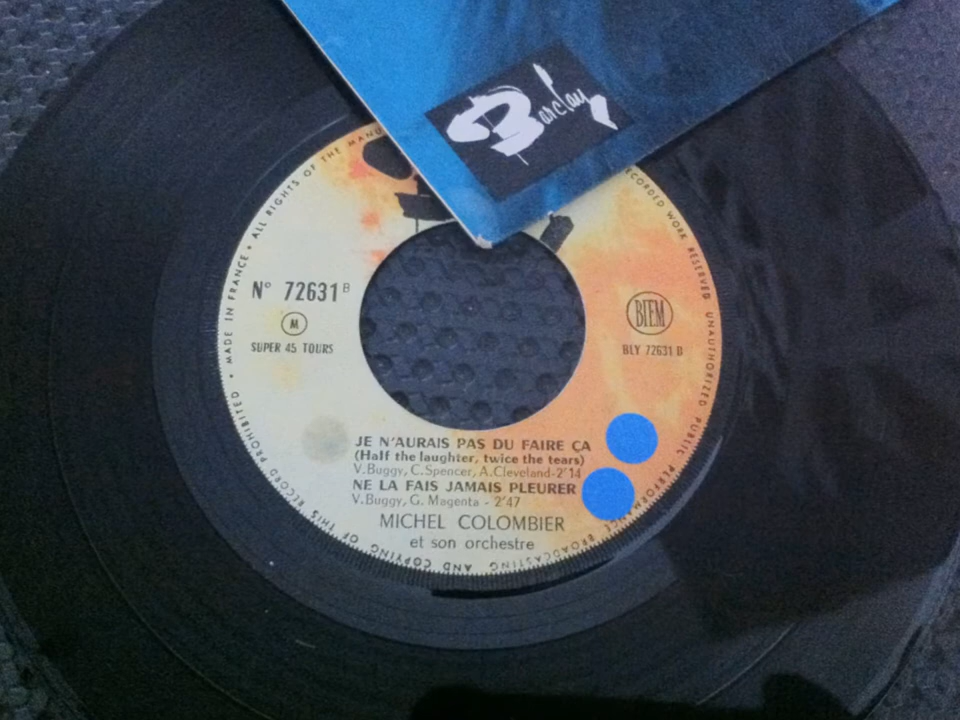 Barclay
N° 72631 B
M
SUPER 45 TOURS
BIEM
BLY 72631 B
JE N'AURAIS PAS DU FAIRE ÇA
(Half the laughter, twice the tears)
V.Buggy, C.Spencer, A.Cleveland-2'14
NE LA FAIS JAMAIS PLEURER
V.Buggy, G. Magenta - 2'47
MICHEL COLOMBIER
et son orchestre
MADE IN FRANCE • ALL RIGHTS OF THE
RECORDED WORK RESERVED UNAUTHORIZED PUBLIC PERFORMANCE BROADCASTING AND COPYING OF THIS RECORD PROHIBITED •